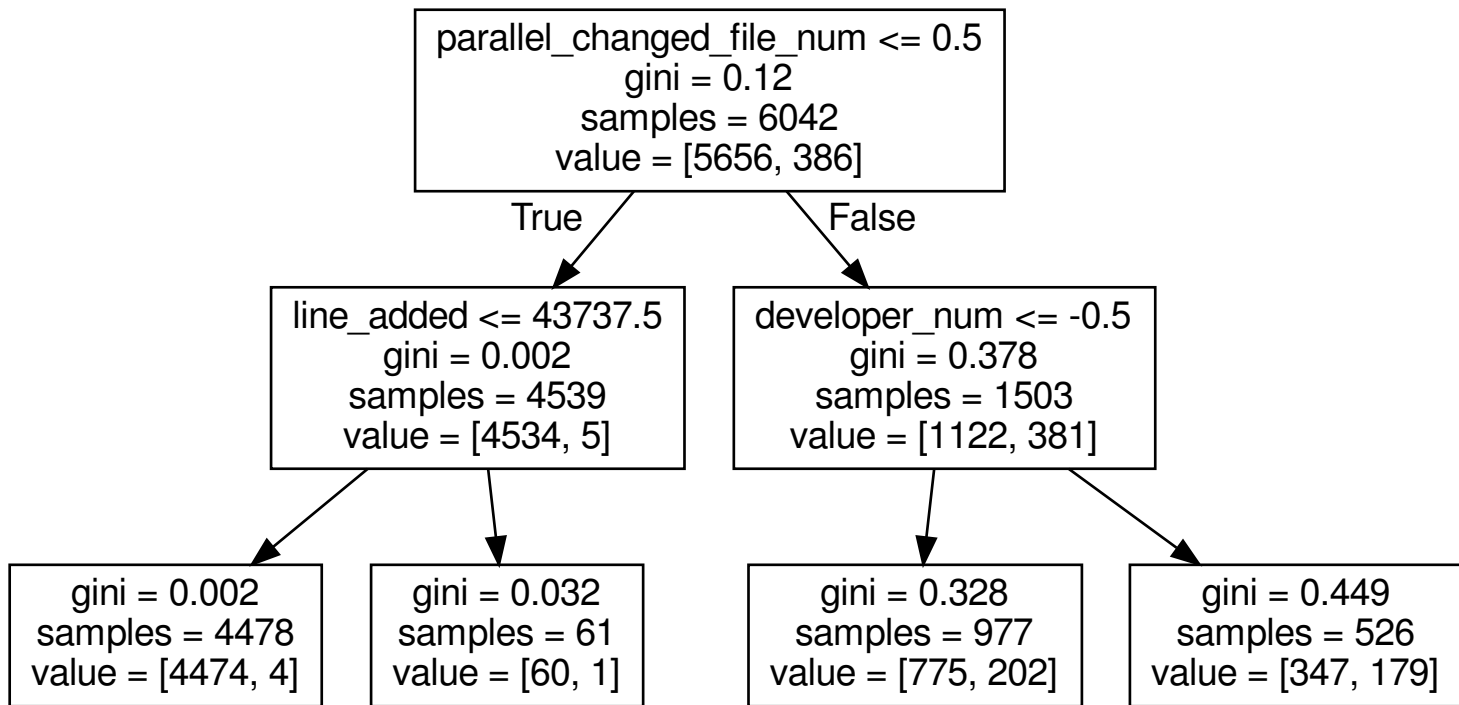 parallel_changed_file_num <= 0.5
gini = 0.12
samples = 6042
value = [5656, 386]
True
False
line_added <= 43737.5
gini = 0.002
samples = 4539
value = [4534, 5]
developer_num <= -0.5
gini = 0.378
samples = 1503
value = [1122, 381]
gini = 0.002
samples = 4478
value = [4474, 4]
gini = 0.032
samples = 61
value = [60, 1]
gini = 0.328
samples = 977
value = [775, 202]
gini = 0.449
samples = 526
value = [347, 179]